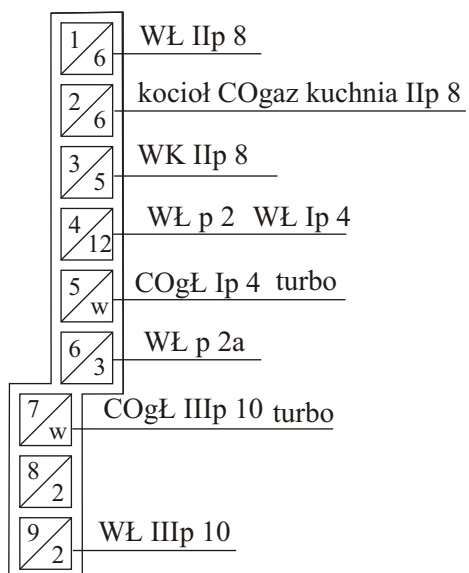 1/6 WŁ IIp 8
2/6 kocioł COgaz kuchnia IIp 8
3/5 WK IIp 8
4/12 WŁ p 2 WŁ Ip 4
5/w COgŁ Ip 4 turbo
6/3 WŁ p 2a
7/w COgŁ IIIp 10 turbo
8/2
9/2 WŁ IIIp 10